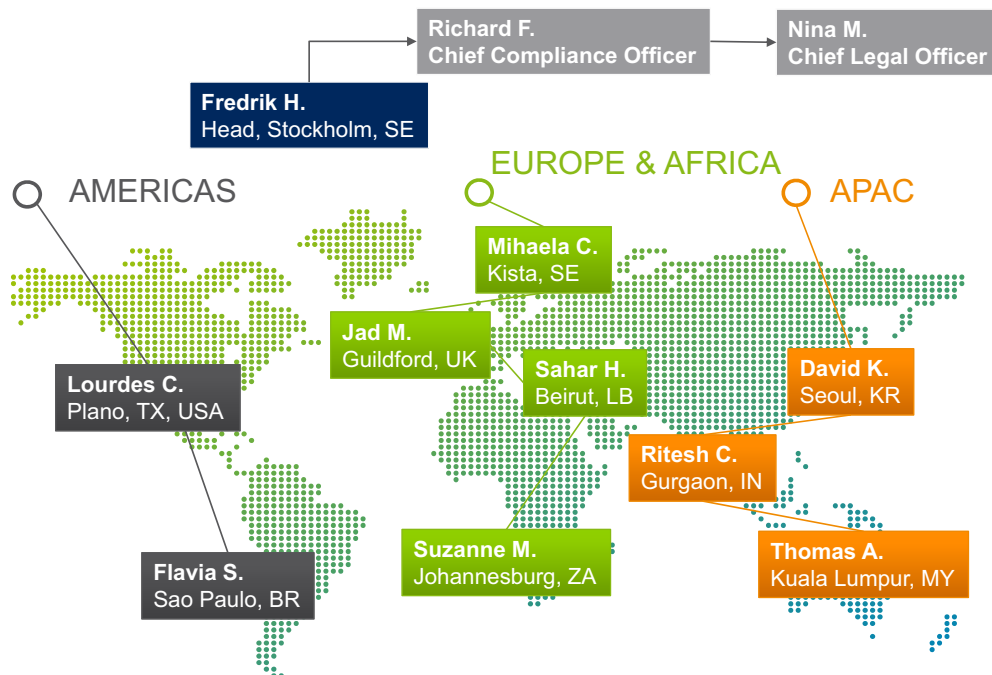 Richard F.
Chief Compliance Officer
Nina M.
Chief Legal Officer
Fredrik H.
Head, Stockholm, SE
AMERICAS
EUROPE & AFRICA
APAC
Mihaela C.
Kista, SE
Jad M.
Guildford, UK
Sahar H.
Beirut, LB
David K.
Seoul, KR
Lourdes C.
Plano, TX, USA
Ritesh C.
Gurgaon, IN
Suzanne M.
Johannesburg, ZA
Thomas A.
Kuala Lumpur, MY
Flavia S.
Sao Paulo, BR